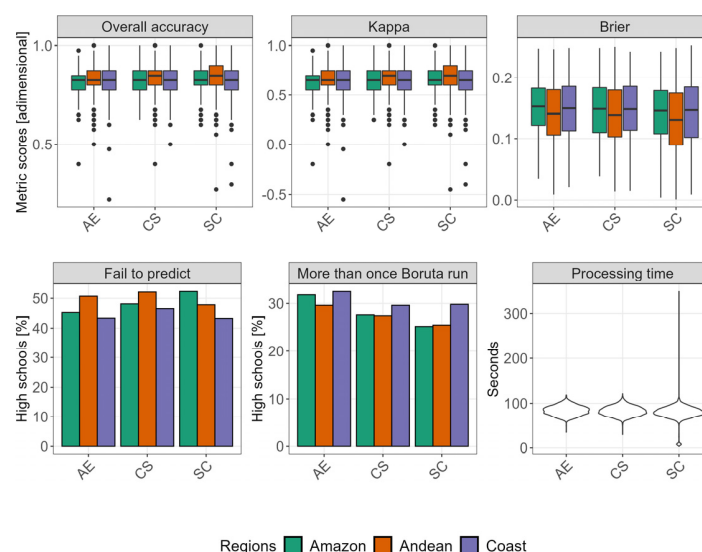 Overall accuracy
Kappa
Brier
Metric scores [adimensional]
1.0
0.5
1.0
0.5
0.0
-0.5
0.2
0.1
0.0
AE CS SC
AE CS SC
AE CS SC
Fail to predict
More than once Boruta run
Processing time
High schools [%]
50
40
30
20
10
0
High schools [%]
30
20
10
0
Seconds
300
200
100
0
AE CS SC
AE CS SC
AE CS SC
Regions Amazon Andean Coast